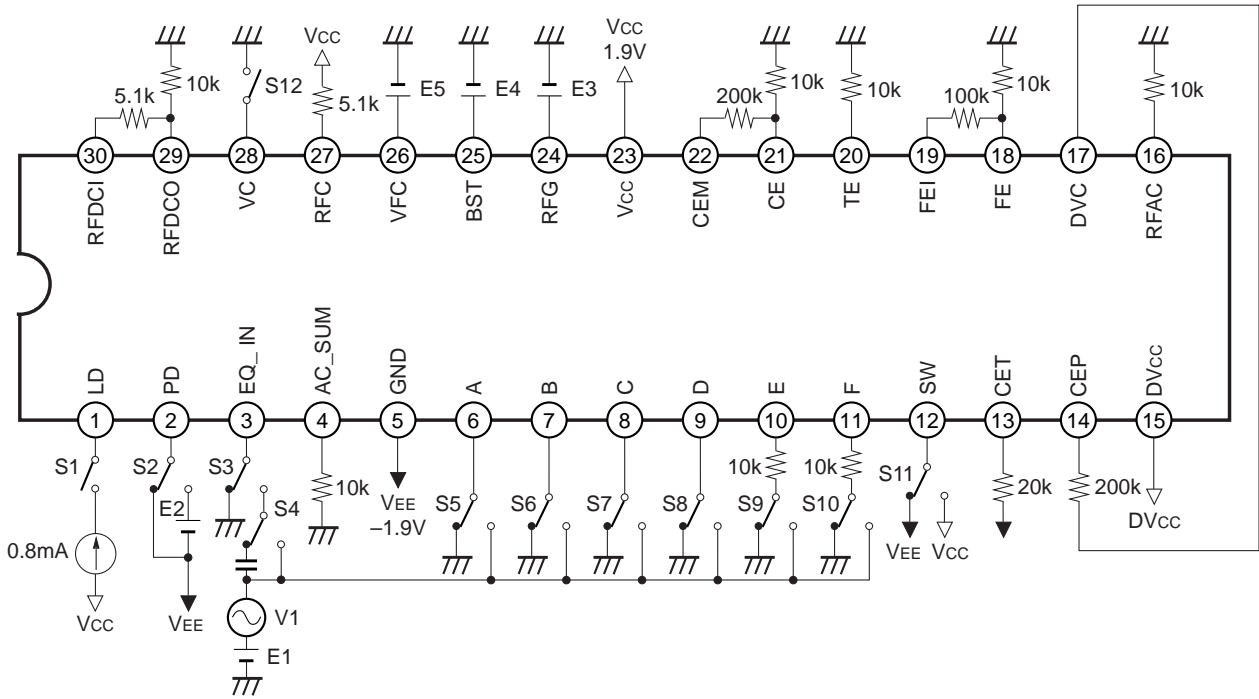 VCC
VCC
1.9V
5.1k
10k
S12
5.1k
E5
E4
E3
200k
10k
10k
100k
10k
10k
30 29 28 27 26 25 24 23 22 21 20 19 18 17 16
RFDCI
RFDCO
VC
RFC
VFC
BST
RFG
VCC
CEM
CE
TE
FEI
FE
DVC
RFAC
LD
PD
EQ_IN
AC_SUM
GND
A
B
C
D
E
F
SW
CET
CEP
DVCC
1 2 3 4 5 6 7 8 9 10 11 12 13 14 15
S1
S2
S3
S4
E2
10k
VEE
–1.9V
S5
S6
S7
S8
10k
S9
10k
S10
S11
VEE
VCC
20k
200k
DVCC
0.8mA
VCC
VEE
V1
E1